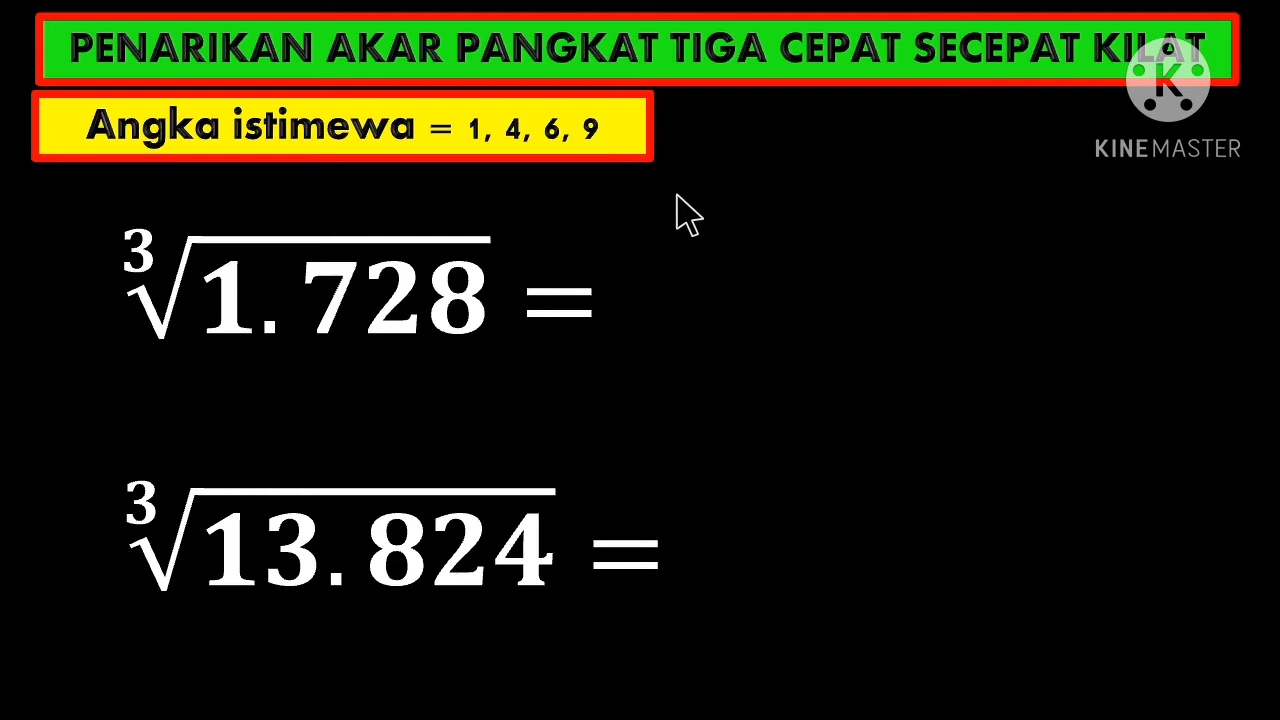 PENARIKAN AKAR PANGKAT TIGA CEPAT SECEPAT KILAT
K
KINEMASTER
Angka istimewa = 1, 4, 6, 9
∛1.728 =
∛13.824 =